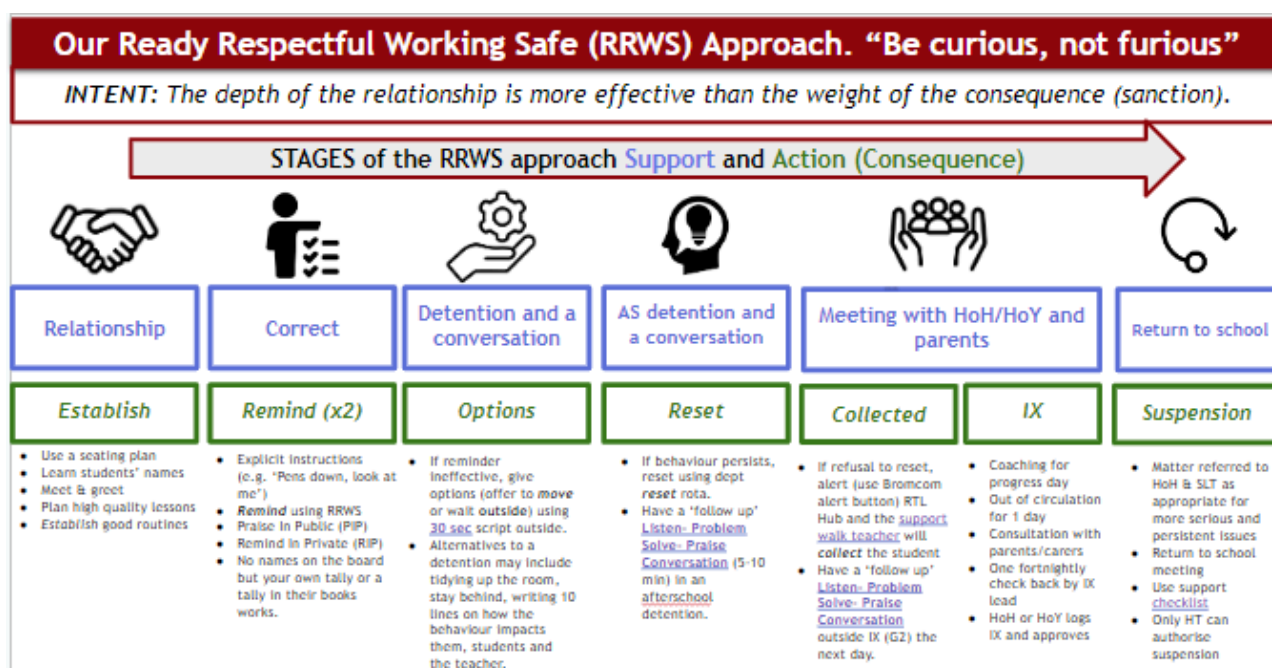 Our Ready Respectful Working Safe (RRWS) Approach. “Be curious, not furious”
INTENT: The depth of the relationship is more effective than the weight of the consequence (sanction).
STAGES of the RRWS approach Support and Action (Consequence)
Relationship
Correct
Detention and a
conversation
AS detention and
a conversation
Meeting with HoH/HoY and
parents
Return to school
Establish
Remind (x2)
Options
Reset
Collected
IX
Suspension
• Use a seating plan
• Learn students’ names
• Meet & greet
• Plan high quality lessons
• Establish good routines
• Explicit instructions
(e.g. ‘Pens down, look at
me’)
• Remind using RRWS
• Praise in Public (PIP)
• Remind in Private (RIP)
• No names on the board
but your own tally or a
tally in their books
works.
• If reminder
ineffective, give
options (offer to move
or wait outside) using
30 sec script outside.
• Alternatives to a
detention may include
tidying up the room,
stay behind, writing 10
lines on how the
behaviour impacts
them, students and
the teacher.
• If behaviour persists,
reset using dept
reset rota.
• Have a ‘follow up’
Listen- Problem
Solve- Praise
Conversation (5-10
min) in an
afterschool
detention.
• If refusal to reset,
alert (use Bromcom
alert button) RTL
Hub and the support
walk teacher will
collect the student
• Have a ‘follow up’
Listen- Problem
Solve- Praise
Conversation
outside IX (G2) the
next day.
• Coaching for
progress day
• Out of circulation
for 1 day
• Consultation with
parents/carers
• One fortnightly
check back by IX
lead
• HoH or HoY logs
IX and approves
• Matter referred to
HoH & SLT as
appropriate for
more serious and
persistent issues
• Return to school
meeting
• Use support
checklist
• Only HT can
authorise
suspension